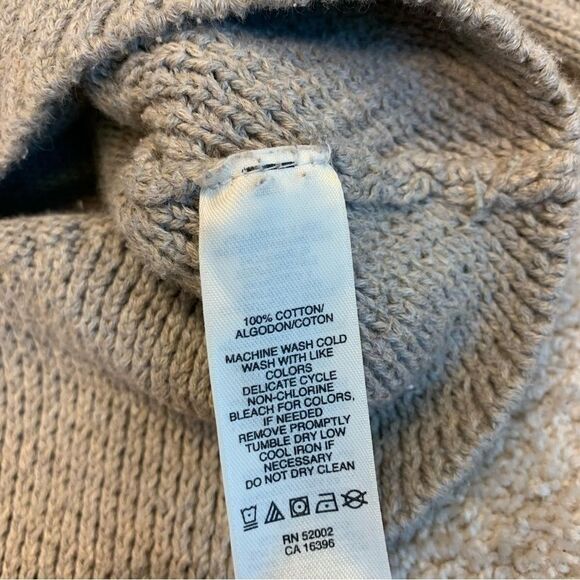 100% COTTON/
ALGODON/COTON
MACHINE WASH COLD
WASH WITH LIKE
COLORS
DELICATE CYCLE
NON-CHLORINE
BLEACH FOR COLORS,
IF NEEDED
REMOVE PROMPTLY
TUMBLE DRY LOW
COOL IRON IF
NECESSARY
DO NOT DRY CLEAN
RN 52002
CA 16396